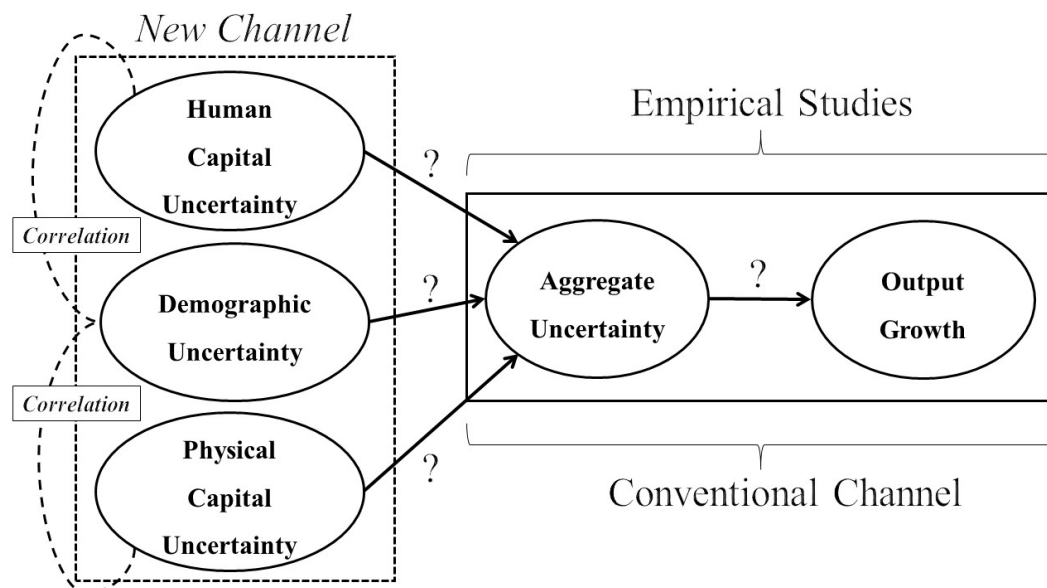 New Channel
Human
Capital
Uncertainty
?
Correlation
Demographic
Uncertainty
?
Correlation
Physical
Capital
Uncertainty
?
Empirical Studies
Aggregate
Uncertainty
?
Output
Growth
Conventional Channel